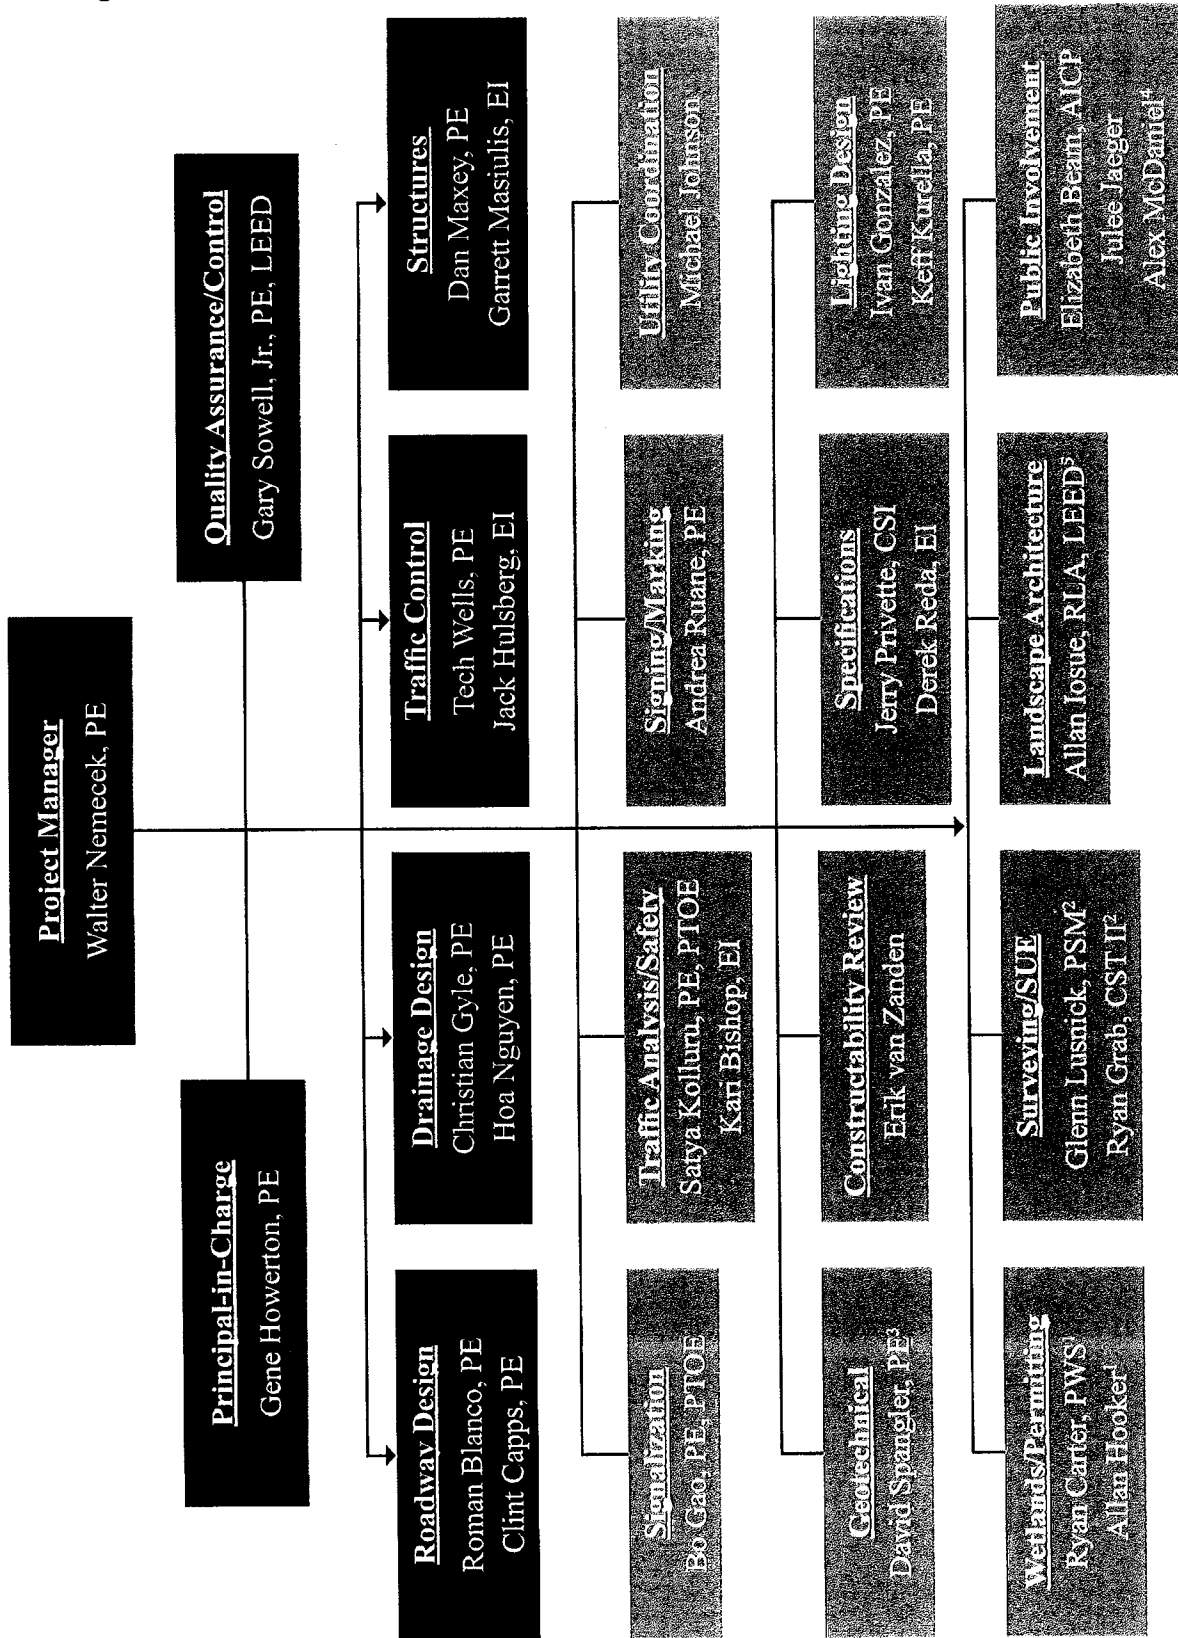 Project Manager
Walter Nemecek, PE
Principal-in-Charge
Gene Howerton, PE
Quality Assurance/Control
Gary Sowell, Jr., PE, LEED
Roadway Design
Roman Blanco, PE
Clint Capps, PE
Drainage Design
Christian Gyle, PE
Hoa Nguyen, PE
Traffic Control
Tech Wells, PE
Jack Hulsberg, EI
Structures
Dan Maxey, PE
Garrett Masiulis, EI
Signalization
Bo Gao, PE, PTOE
Traffic Analysis/Safety
Satya Kolluru, PE, PTOE
Kari Bishop, EI
Signing/Marking
Andrea Ruane, PE
Utility Coordination
Michael Johnson
Geotechnical
David Spangler, PE³
Constructability Review
Erik van Zanden
Specifications
Jerry Privette, CSI
Derek Reda, EI
Lighting Design
Ivan Gonzalez, PE
Keff Kurella, PE
Wetlands/Permitting
Ryan Carter, PWS¹
Allan Hooker¹
Surveying/SUE
Glenn Lusnick, PSM²
Ryan Grab, CST II²
Landscape Architecture
Allan Iosue, RLA, LEED⁵
Public Involvement
Elizabeth Beam, AICP
Julee Jaeger
Alex McDaniel⁴